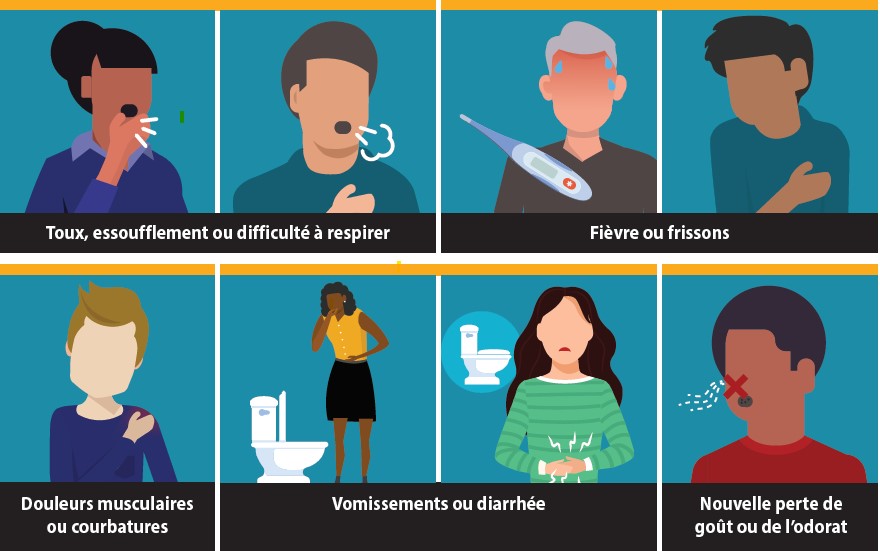 Toux, essoufflement ou difficulté à respirer
Fièvre ou frissons
Douleurs musculaires
ou courbatures
Vomissements ou diarrhée
Nouvelle perte de
goût ou de l’odorat